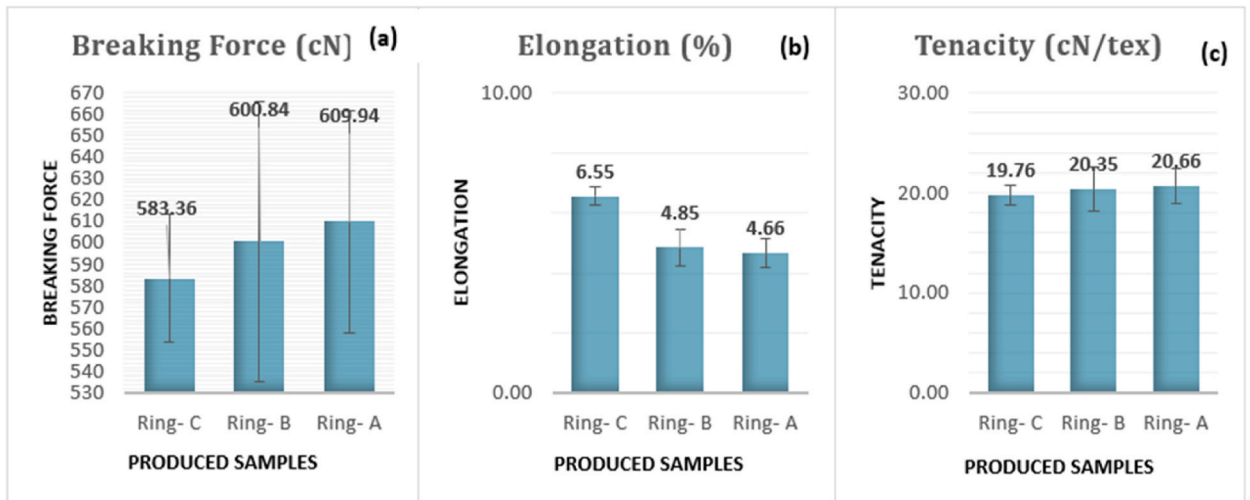 Breaking Force (cN) (a)
670
660
650
640
630
620
610
600
590
580
570
560
550
540
530
BREAKING FORCE
583.36
600.84
609.94
Ring- C Ring- B Ring- A
PRODUCED SAMPLES
Elongation (%) (b)
10.00
0.00
ELONGATION
6.55
4.85
4.66
Ring- C Ring- B Ring- A
PRODUCED SAMPLES
Tenacity (cN/tex) (c)
30.00
20.00
10.00
0.00
TENACITY
19.76
20.35
20.66
Ring- C Ring- B Ring- A
PRODUCED SAMPLES